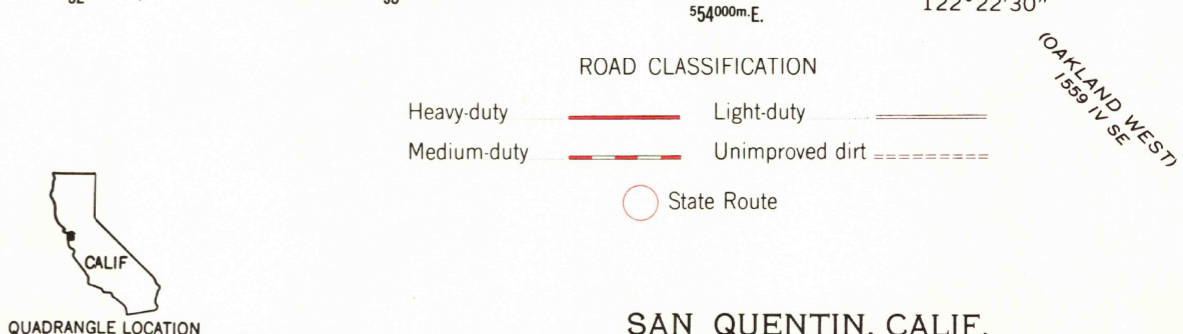 554000m.E.
122°22'30"
(OAKLAND WEST)
1559 IV SE
ROAD CLASSIFICATION
Heavy-duty Light-duty
Medium-duty Unimproved dirt
State Route
CALIF
QUADRANGLE LOCATION
SAN QUENTIN, CALIF.